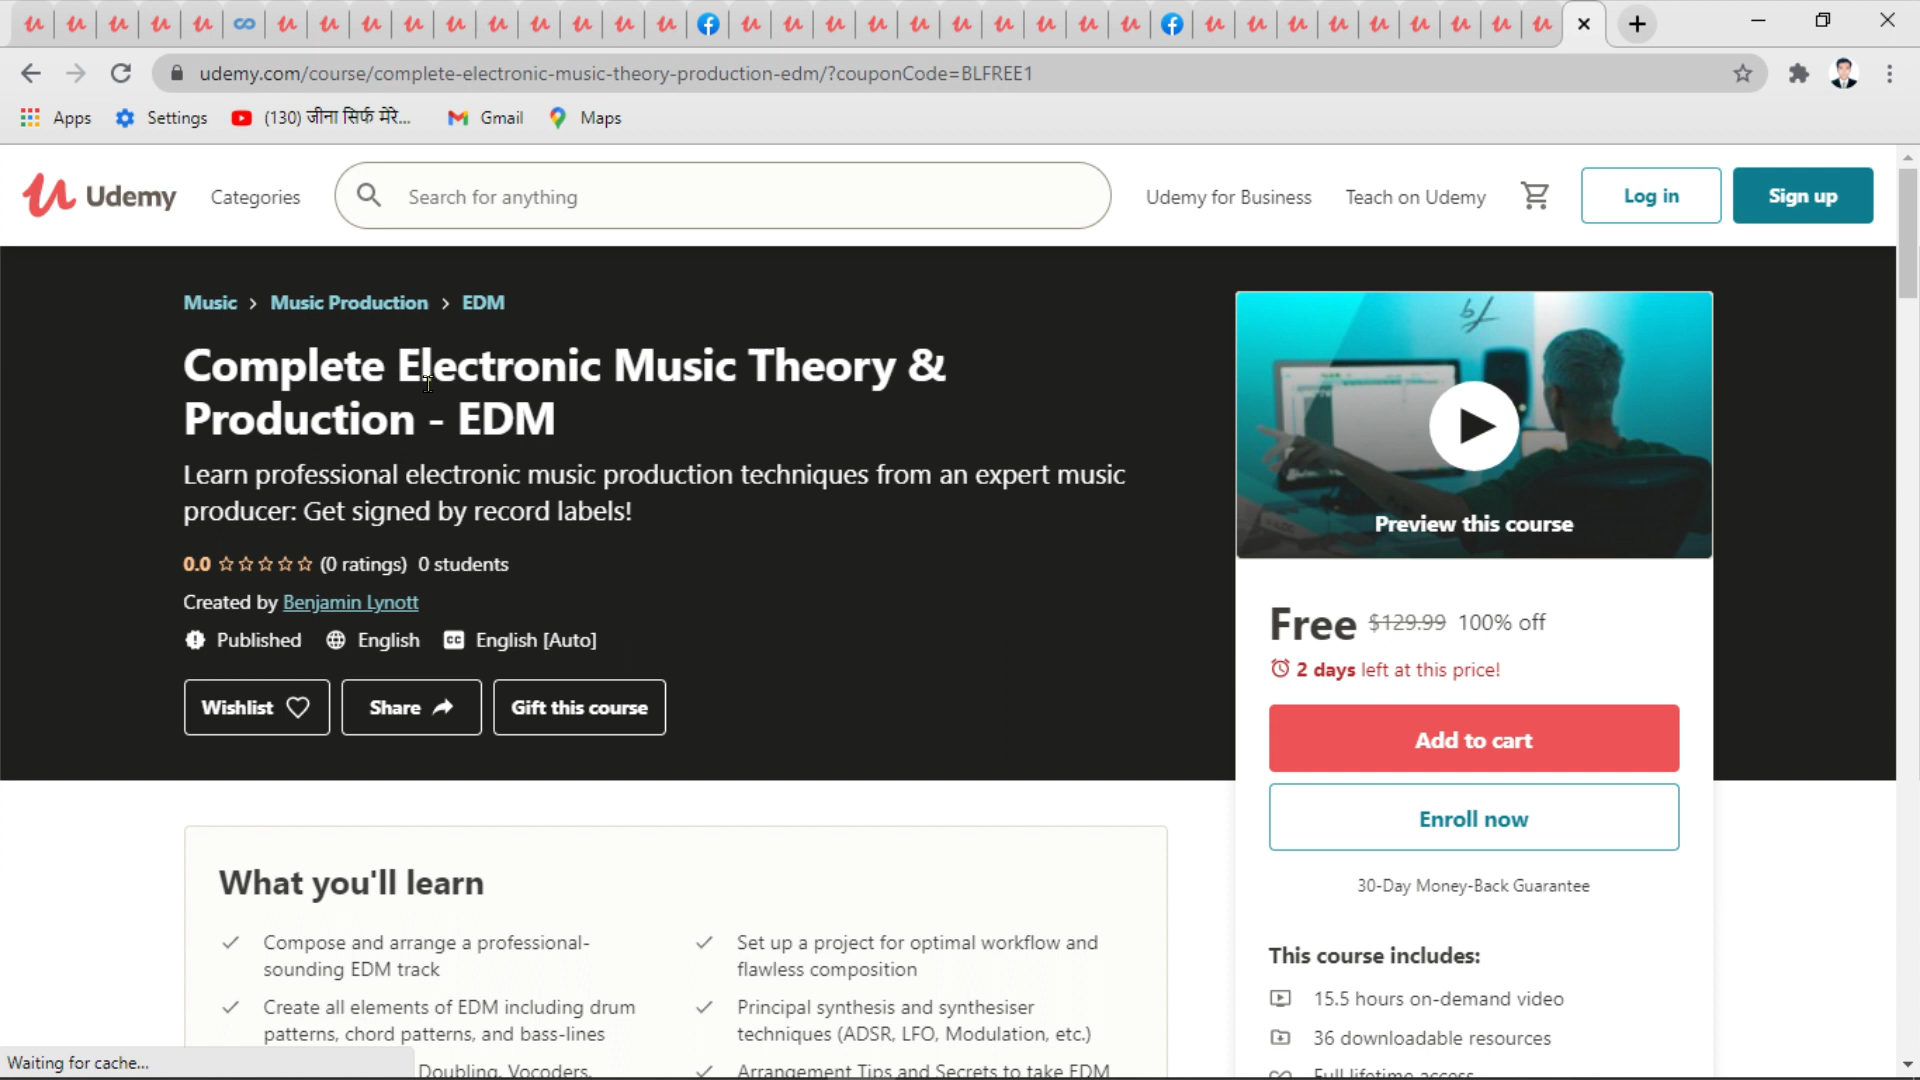 udemy.com/course/complete-electronic-music-theory-production-edm/?couponCode=BLFREE1
Apps Settings (130) जीना सिर्फ मेरे... Gmail Maps
Udemy Categories Search for anything Udemy for Business Teach on Udemy Log in Sign up
Music > Music Production > EDM
Complete Electronic Music Theory &
Production - EDM
Learn professional electronic music production techniques from an expert music
producer: Get signed by record labels!
0.0 (0 ratings) 0 students
Created by Benjamin Lynott
Published English CC English [Auto]
Wishlist Share Gift this course
Preview this course
Free $129.99 100% off
2 days left at this price!
Add to cart
Enroll now
30-Day Money-Back Guarantee
This course includes:
15.5 hours on-demand video
36 downloadable resources
Full lifetime access
What you'll learn
Compose and arrange a professional-
sounding EDM track
Create all elements of EDM including drum
patterns, chord patterns, and bass-lines
Doubling, Vocoders,
Set up a project for optimal workflow and
flawless composition
Principal synthesis and synthesiser
techniques (ADSR, LFO, Modulation, etc.)
Arrangement Tips and Secrets to take EDM
Waiting for cache...